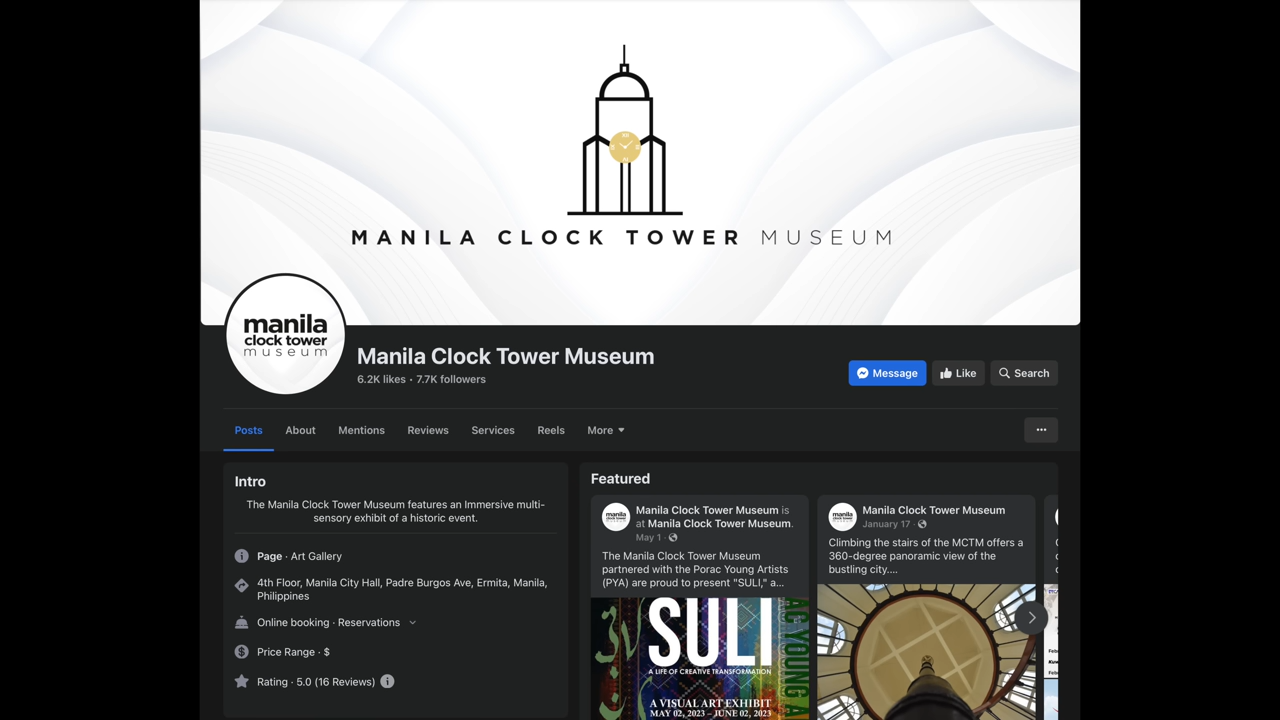 MANILA CLOCK TOWER MUSEUM
manila
clock tower
museum
Manila Clock Tower Museum
6.2K likes • 7.7K followers
Message
Like
Search
Posts
About
Mentions
Reviews
Services
Reels
More
Intro
The Manila Clock Tower Museum features an Immersive multi-
sensory exhibit of a historic event.
Page · Art Gallery
4th Floor, Manila City Hall, Padre Burgos Ave, Ermita, Manila,
Philippines
Online booking · Reservations
Price Range · $
Rating · 5.0 (16 Reviews)
Featured
Manila Clock Tower Museum is
at Manila Clock Tower Museum.
May 1 ·
The Manila Clock Tower Museum
partnered with the Porac Young Artists
(PYA) are proud to present "SULI," a...
SULI
A LIFE OF CREATIVE TRANSFORMATION
A VISUAL ART EXHIBIT
MAY 02, 2023 – JUNE 02, 2023
Manila Clock Tower Museum
January 17 ·
Climbing the stairs of the MCTM offers a
360-degree panoramic view of the
bustling city....